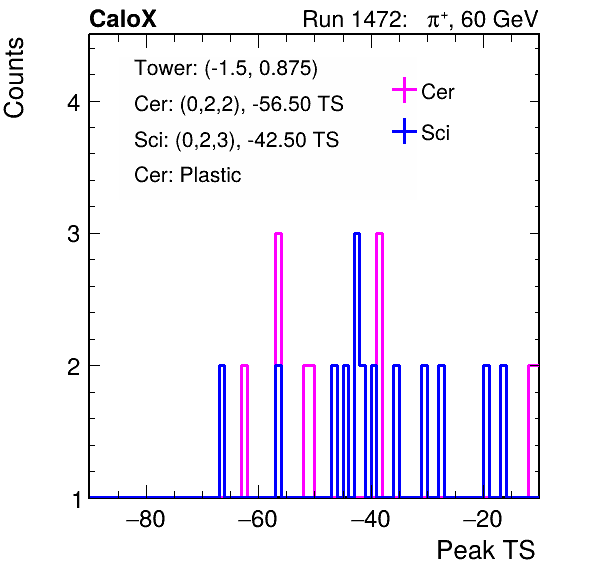 CaloX Run 1472: π⁺, 60 GeV
Counts
Tower: (-1.5, 0.875)
Cer: (0,2,2), -56.50 TS
Sci: (0,2,3), -42.50 TS
Cer: Plastic
Cer
Sci
4
3
2
1
−80 −60 −40 −20
Peak TS